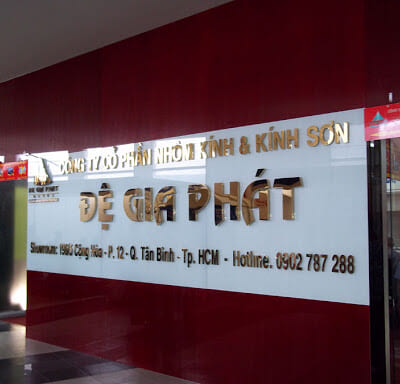 CÔNG TY CỔ PHẦN NHÔM KÍNH & KÍNH SƠN
ĐỆ GIA PHÁT
Showroom: Cộng Hòa - P. 12 - Q. Tân Bình - Tp. HCM - Hotline. 0902 787 288